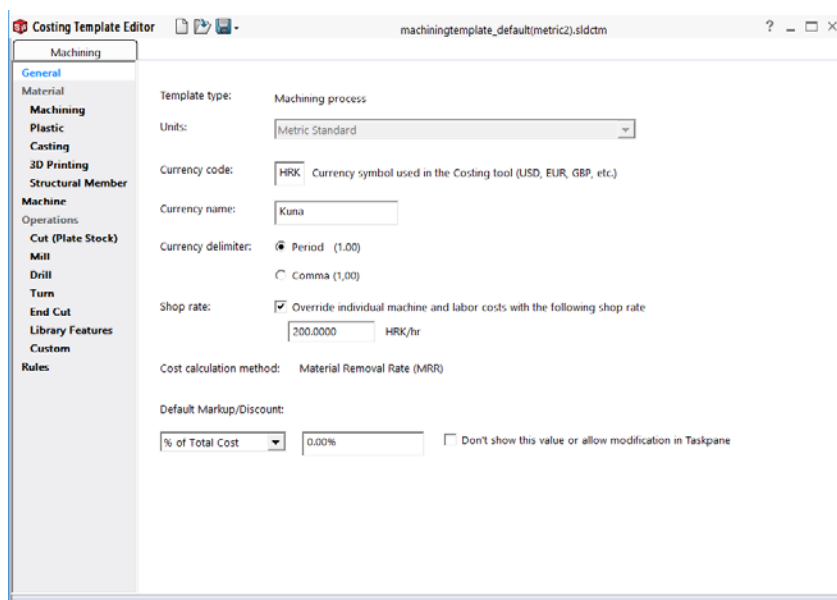 Costing Template Editor
machiningtemplate_default(metric2).sldctm
Machining
General
Material
Machining
Plastic
Casting
3D Printing
Structural Member
Machine
Operations
Cut (Plate Stock)
Mill
Drill
Turn
End Cut
Library Features
Custom
Rules
Template type: Machining process
Units: Metric Standard
Currency code: HRK Currency symbol used in the Costing tool (USD, EUR, GBP, etc.)
Currency name: Kuna
Currency delimiter: Period (1.00)
Comma (1,00)
Shop rate: Override individual machine and labor costs with the following shop rate
200.0000 HRK/hr
Cost calculation method: Material Removal Rate (MRR)
Default Markup/Discount:
% of Total Cost 0.00% Don't show this value or allow modification in Taskpane